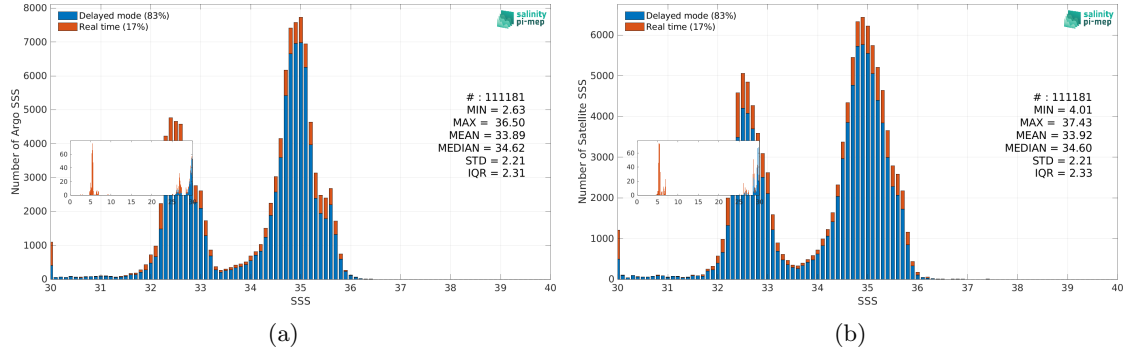 Delayed mode (83%)
Real time (17%)
salinity
pi-mep
Number of Argo SSS
8000
7000
6000
5000
4000
3000
2000
1000
0
# : 111181
MIN = 2.63
MAX = 36.50
MEAN = 33.89
MEDIAN = 34.62
STD = 2.21
IQR = 2.31
60
40
20
0
0 5 10 15 20 25 30
30 31 32 33 34 35 36 37 38 39 40
SSS
(a)
Delayed mode (83%)
Real time (17%)
salinity
pi-mep
Number of Satellite SSS
6000
5000
4000
3000
2000
1000
0
# : 111181
MIN = 4.01
MAX = 37.43
MEAN = 33.92
MEDIAN = 34.60
STD = 2.21
IQR = 2.33
60
40
20
0
0 5 10 15 20 25 30
30 31 32 33 34 35 36 37 38 39 40
SSS
(b)